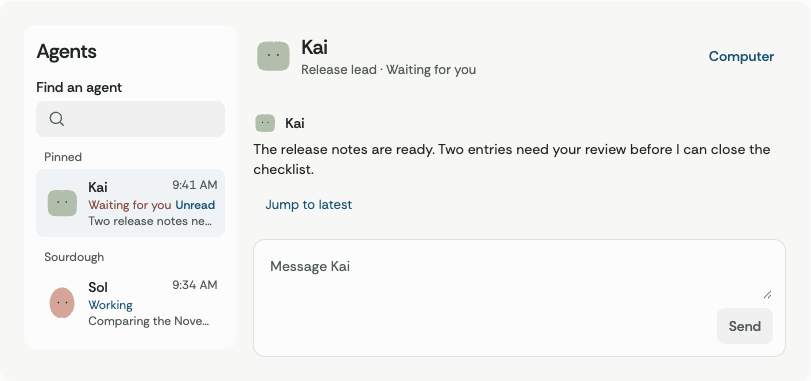 Agents
Find an agent
Pinned
Kai 9:41 AM
Waiting for you Unread
Two release notes ne...
Sourdough
Sol 9:34 AM
Working
Comparing the Nove...
Kai
Release lead · Waiting for you
Computer
Kai
The release notes are ready. Two entries need your review before I can close the
checklist.
Jump to latest
Message Kai
Send